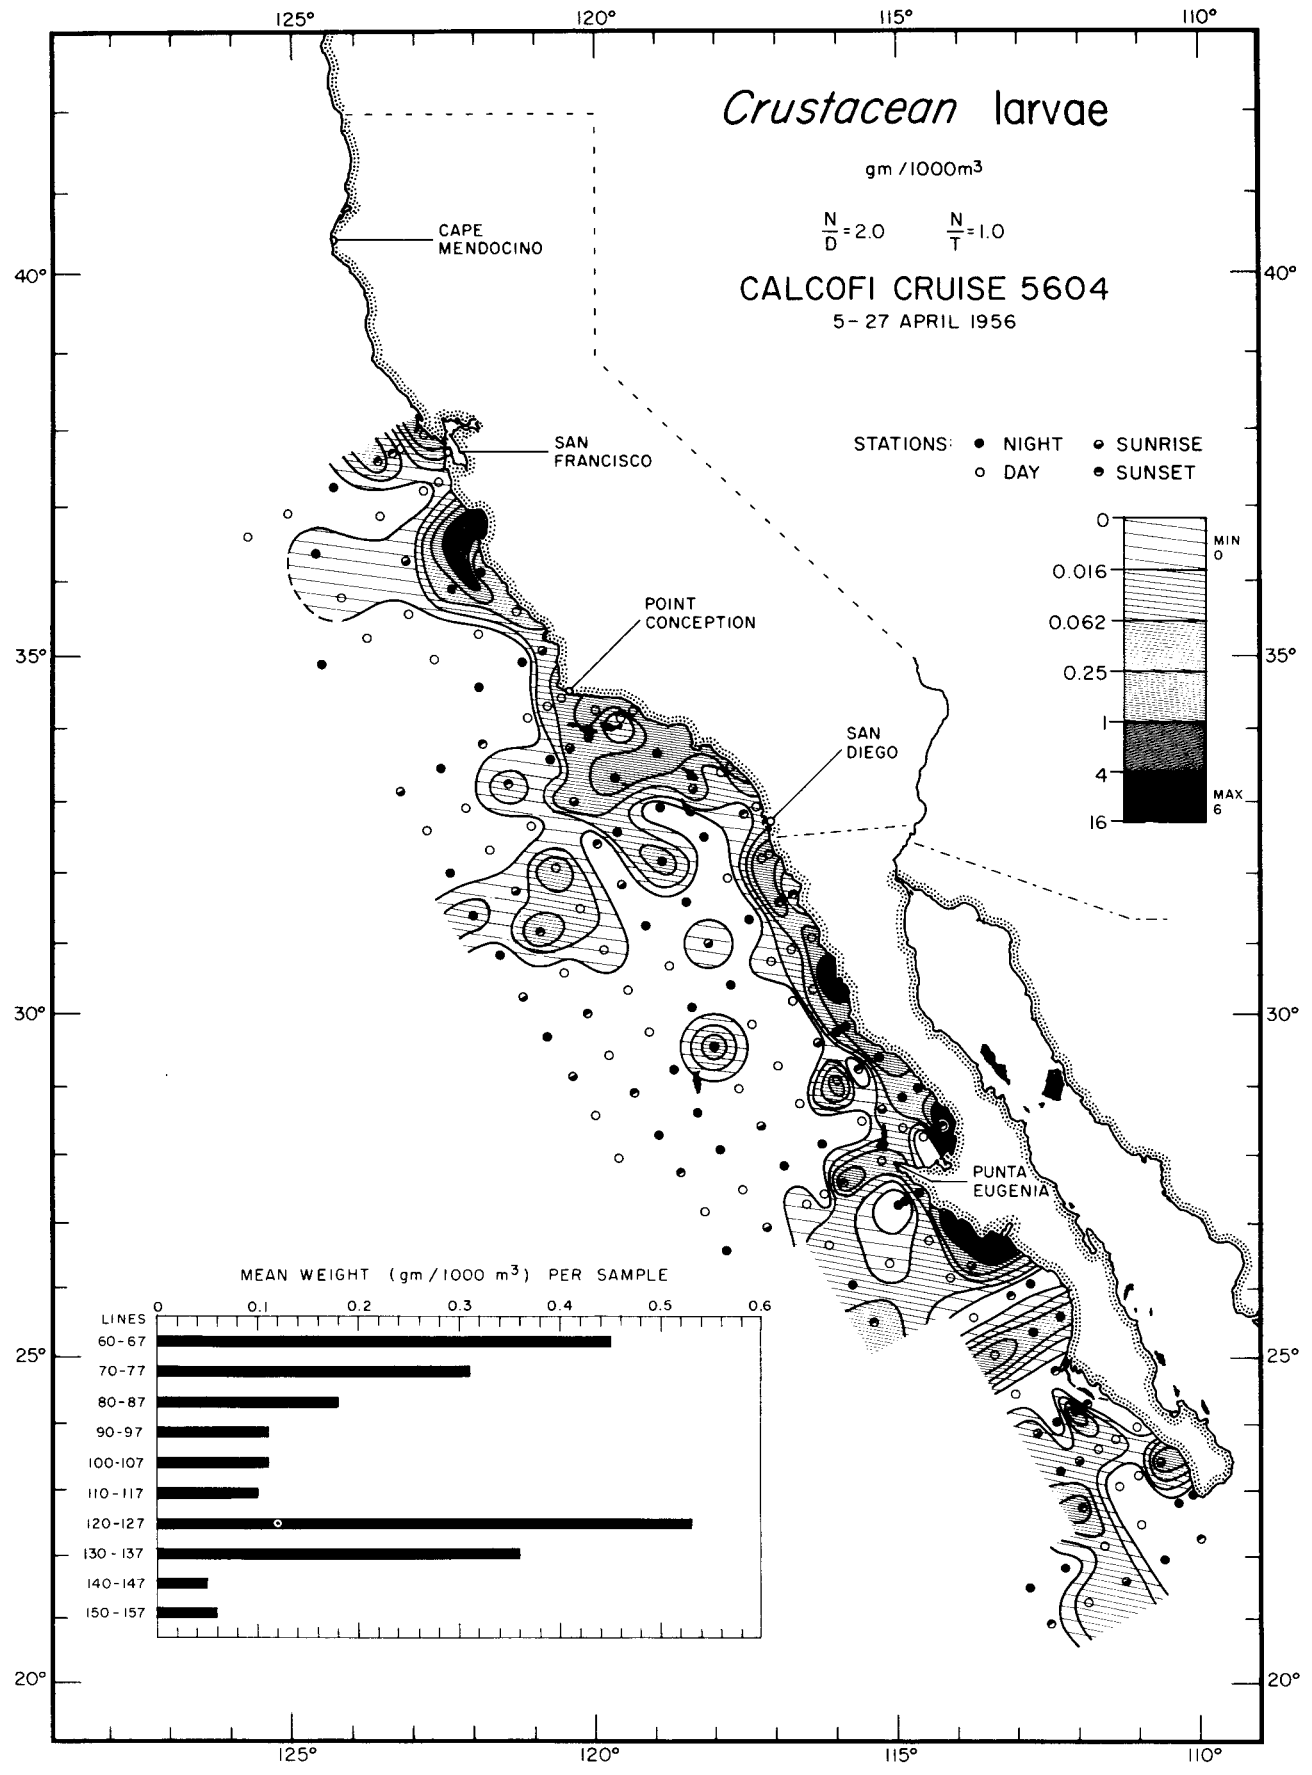 125° 120° 115° 110°
Crustacean larvae
gm/1000m³
N/D = 2.0 N/T = 1.0
CALCOFI CRUISE 5604
5-27 APRIL 1956
CAPE
MENDOCINO
40° 40°
STATIONS: ● NIGHT SUNRISE
○ DAY SUNSET
SAN
FRANCISCO
0
MIN
0
0.016
0.062
0.25
1
4
MAX
6
16
POINT
CONCEPTION
35° 35°
SAN
DIEGO
30° 30°
PUNTA
EUGENIA
MEAN WEIGHT (gm/1000 m³) PER SAMPLE
0 0.1 0.2 0.3 0.4 0.5 0.6
LINES
60-67
70-77
80-87
90-97
100-107
110-117
120-127
130-137
140-147
150-157
25° 25°
20° 20°
125° 120° 115° 110°